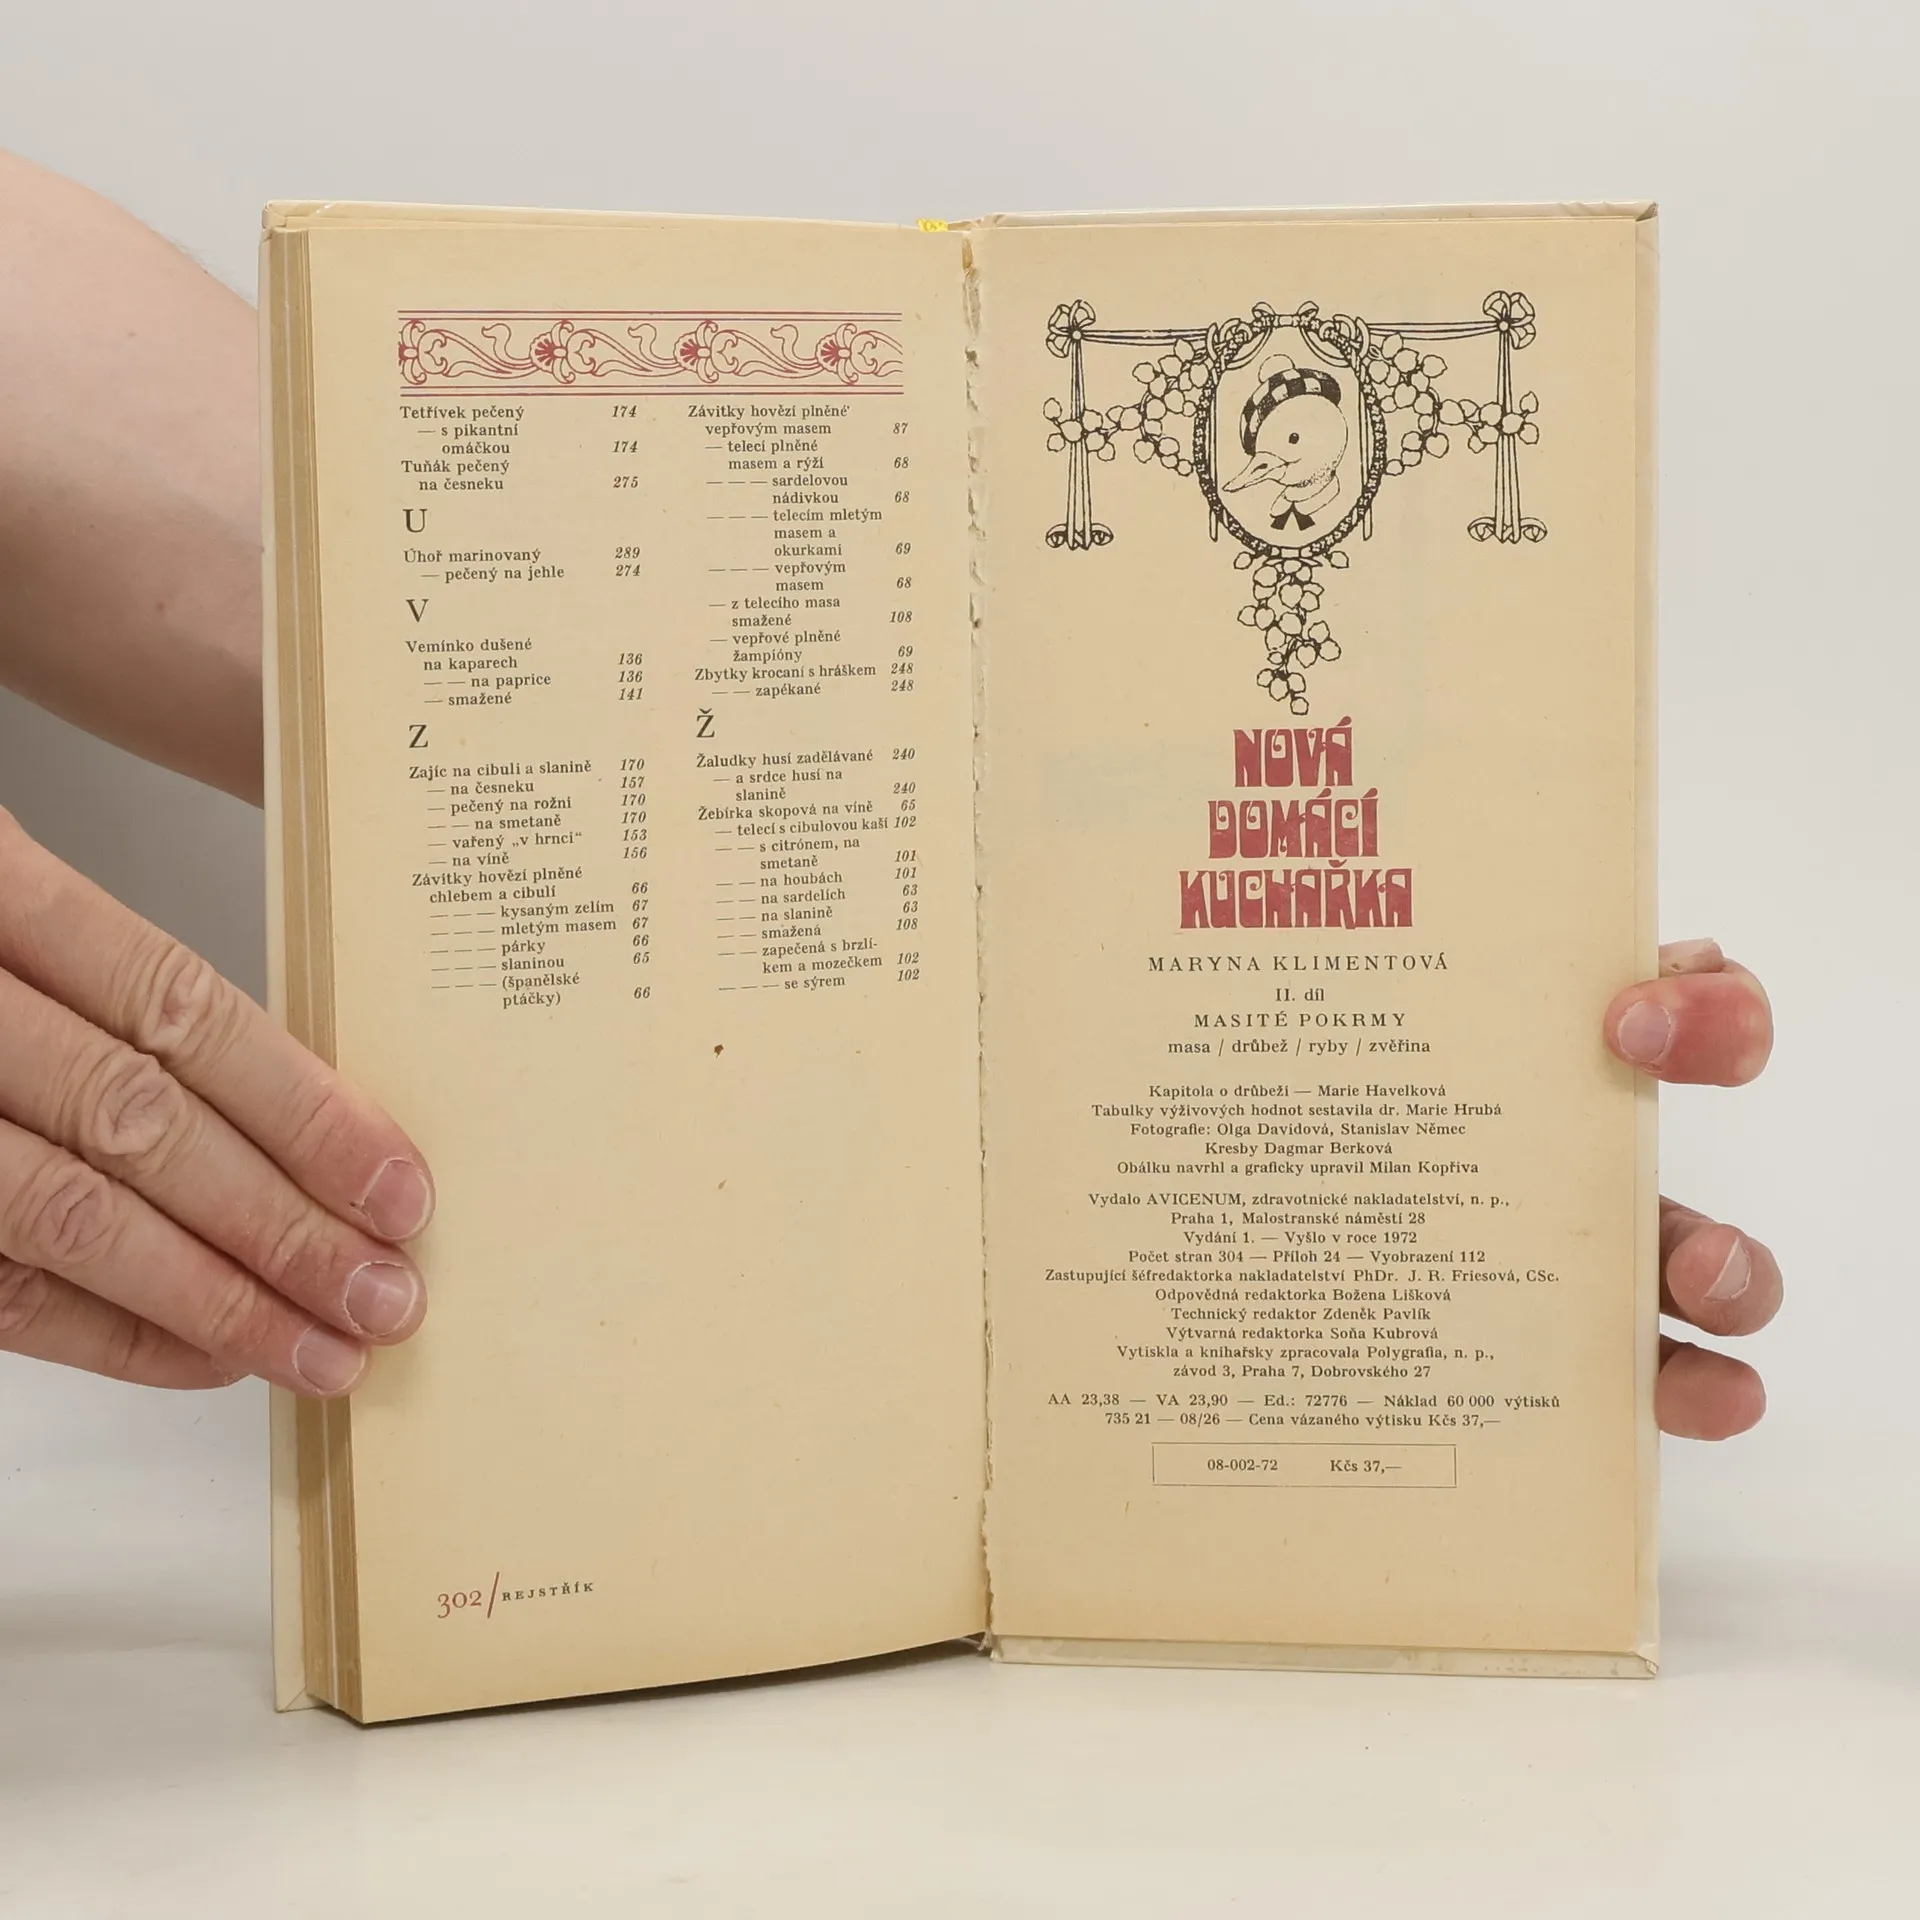 Tetřívek pečený 174
— s pikantní
omáčkou 174
Tuňák pečený
na česneku 275
U
Úhoř marinovaný 289
— pečený na jehle 274
V
Vemínko dušené
na kaparech 136
— — na paprice 136
— smažené 141
Z
Zajíc na cibuli a slanině 170
— na česneku 157
— pečený na rožni 170
— — na smetaně 170
— vařený „v hrnci“ 153
— na víně 156
Závitky hovězí plněné
chlebem a cibulí 66
— — — kysaným zelím 67
— — — mletým masem 67
— — — párky 66
— — — slaninou 65
— — — (španělské
ptáčky) 66
Závitky hovězí plněné
vepřovým masem 87
— telecí plněné
masem a rýží 68
— — — sardelovou
nádivkou 68
— — — telecím mletým
masem a
okurkami 69
— — — vepřovým
masem 68
— z telecího masa
smažené 108
— vepřové plněné
žampióny 69
Zbytky krocaní s hráškem 248
— — zapékané 248
Ž
Žaludky husí zadělávané 240
— a srdce husí na
slanině 240
Žebírka skopová na víně 65
— telecí s cibulovou kaší 102
— — s citrónem, na
smetaně 101
— — na houbách 101
— — na sardelích 63
— — na slanině 63
— — smažená 108
— — zapečená s brzlí-
kem a mozečkem 102
— — — se sýrem 102
302/REJSTŘÍK
NOVÁ
DOMÁCÍ
KUCHAŘKA
MARYNA KLIMENTOVÁ
II. díl
MASITÉ POKRMY
masa / drůbež / ryby / zvěřina
Kapitola o drůbeži — Marie Havelková
Tabulky výživových hodnot sestavila dr. Marie Hrubá
Fotografie: Olga Davidová, Stanislav Němec
Kresby Dagmar Berková
Obálku navrhl a graficky upravil Milan Kopřiva
Vydalo AVICENUM, zdravotnické nakladatelství, n. p.,
Praha 1, Malostranské náměstí 28
Vydání 1. — Vyšlo v roce 1972
Počet stran 304 — Příloh 24 — Vyobrazení 112
Zastupující šéfredaktorka nakladatelství PhDr. J. R. Friesová, CSc.
Odpovědná redaktorka Božena Lišková
Technický redaktor Zdeněk Pavlík
Výtvarná redaktorka Soňa Kubrová
Vytiskla a knihařsky zpracovala Polygrafia, n. p.,
závod 3, Praha 7, Dobrovského 27
AA 23,38 — VA 23,90 — Ed.: 72776 — Náklad 60 000 výtisků
735 21 — 08/26 — Cena vázaného výtisku Kčs 37,—
08-002-72 Kčs 37,—